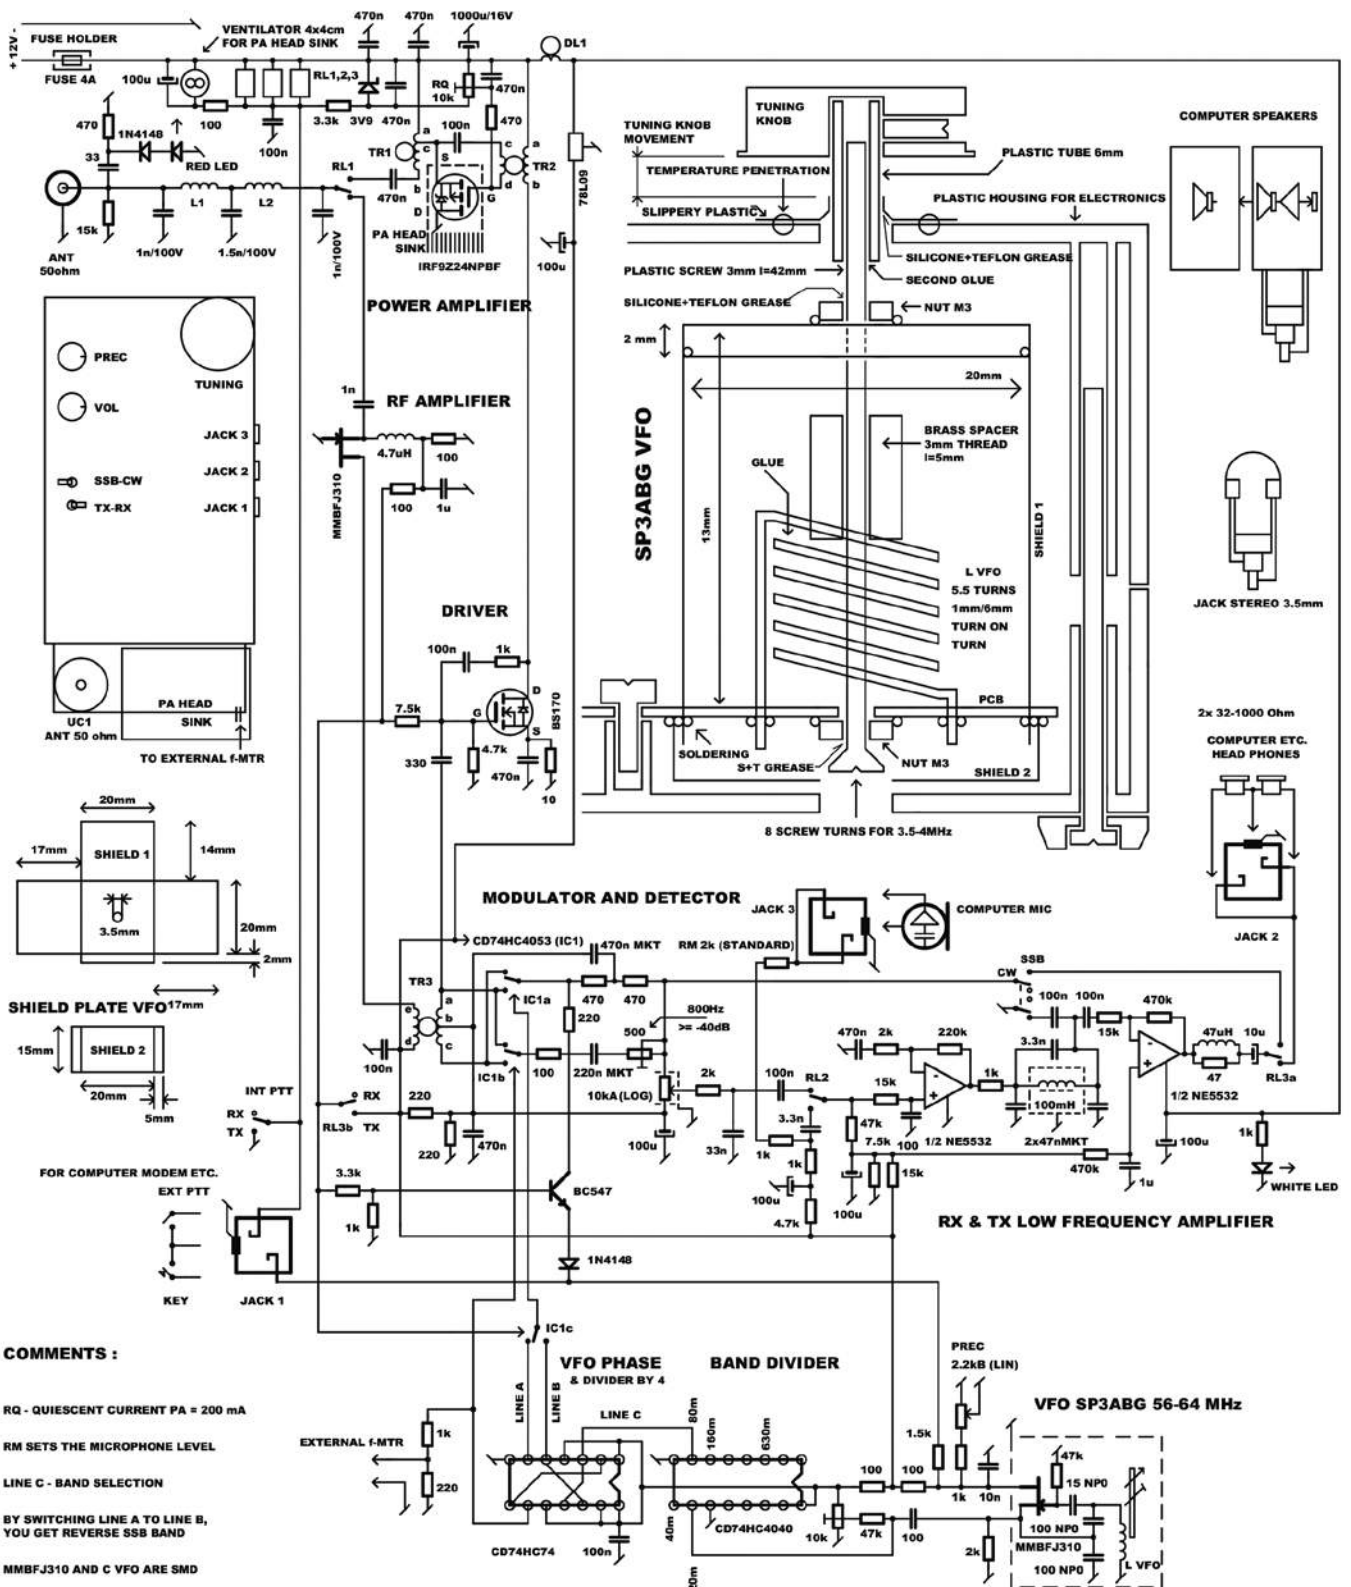 + 12V -
FUSE HOLDER
FUSE 4A
VENTILATOR 4x4cm
FOR PA HEAD SINK
100u
470n
470n
1000u/16V
DL1
RL1,2,3
RQ
10k
470n
470
1N4148
100
3.3k
3V9
470n
100n
470
33
RED LED
100n
RL1
TR1
a
c
b
S
D
G
c
d
a
b
TR2
470n
78L09
15k
L1
L2
1n/100V
1.5n/100V
1n/100V
ANT
50ohm
PA HEAD
SINK
IRF9Z24NPBF
100u
POWER AMPLIFIER
PREC
VOL
TUNING
JACK 3
JACK 2
JACK 1
SSB-CW
TX-RX
UC1
ANT 50 ohm
PA HEAD
SINK
TO EXTERNAL f-MTR
1n
RF AMPLIFIER
4.7uH
100
100
1u
MMBFJ310
DRIVER
100n
1k
7.5k
D
G
S
BS170
4.7k
470n
330
10
TUNING KNOB
MOVEMENT
TUNING
KNOB
TEMPERATURE PENETRATION
SLIPPERY PLASTIC
PLASTIC TUBE 6mm
PLASTIC HOUSING FOR ELECTRONICS
SILICONE+TEFLON GREASE
PLASTIC SCREW 3mm l=42mm
SECOND GLUE
SILICONE+TEFLON GREASE
NUT M3
2 mm
20mm
SP3ABG VFO
BRASS SPACER
3mm THREAD
l=5mm
GLUE
13mm
SHIELD 1
L VFO
5.5 TURNS
1mm/6mm
TURN ON
TURN
PCB
SOLDERING
S+T GREASE
NUT M3
SHIELD 2
8 SCREW TURNS FOR 3.5-4MHz
COMPUTER SPEAKERS
JACK STEREO 3.5mm
2x 32-1000 Ohm
COMPUTER ETC.
HEAD PHONES
JACK 2
20mm
17mm
SHIELD 1
14mm
3.5mm
20mm
2mm
SHIELD PLATE VFO
17mm
15mm
SHIELD 2
20mm
5mm
MODULATOR AND DETECTOR
JACK 3
COMPUTER MIC
CD74HC4053 (IC1)
470n MKT
RM 2k (STANDARD)
TR3
e
d
a
b
c
IC1a
470
470
220
500
800Hz
>= -40dB
100n
IC1b
100
220n MKT
10kA(LOG)
2k
100n
RL2
SSB
CW
100n
100n
470k
15k
47uH
10u
470n
2k
220k
3.3n
-
+
47
RL3a
15k
1k
100mH
1/2 NE5532
INT PTT
RX
TX
RX
RL3b
TX
220
220
470n
100u
33n
3.3n
1k
1k
47k
7.5k
100
1/2 NE5532
2x47nMKT
470k
100u
1k
15k
1u
WHITE LED
100u
100u
4.7k
RX & TX LOW FREQUENCY AMPLIFIER
FOR COMPUTER MODEM ETC.
EXT PTT
3.3k
1k
BC547
1N4148
KEY
JACK 1
IC1c
COMMENTS :
RQ - QUIESCENT CURRENT PA = 200 mA
RM SETS THE MICROPHONE LEVEL
LINE C - BAND SELECTION
BY SWITCHING LINE A TO LINE B,
YOU GET REVERSE SSB BAND
MMBFJ310 AND C VFO ARE SMD
VFO PHASE
& DIVIDER BY 4
BAND DIVIDER
LINE A
LINE B
LINE C
80m
160m
630m
EXTERNAL f-MTR
1k
220
CD74HC74
100n
40m
20m
CD74HC4040
10k
47k
100
100
100
1.5k
PREC
2.2kB (LIN)
1k
10n
2k
VFO SP3ABG 56-64 MHz
47k
15 NP0
100 NP0
MMBFJ310
100 NP0
L VFO